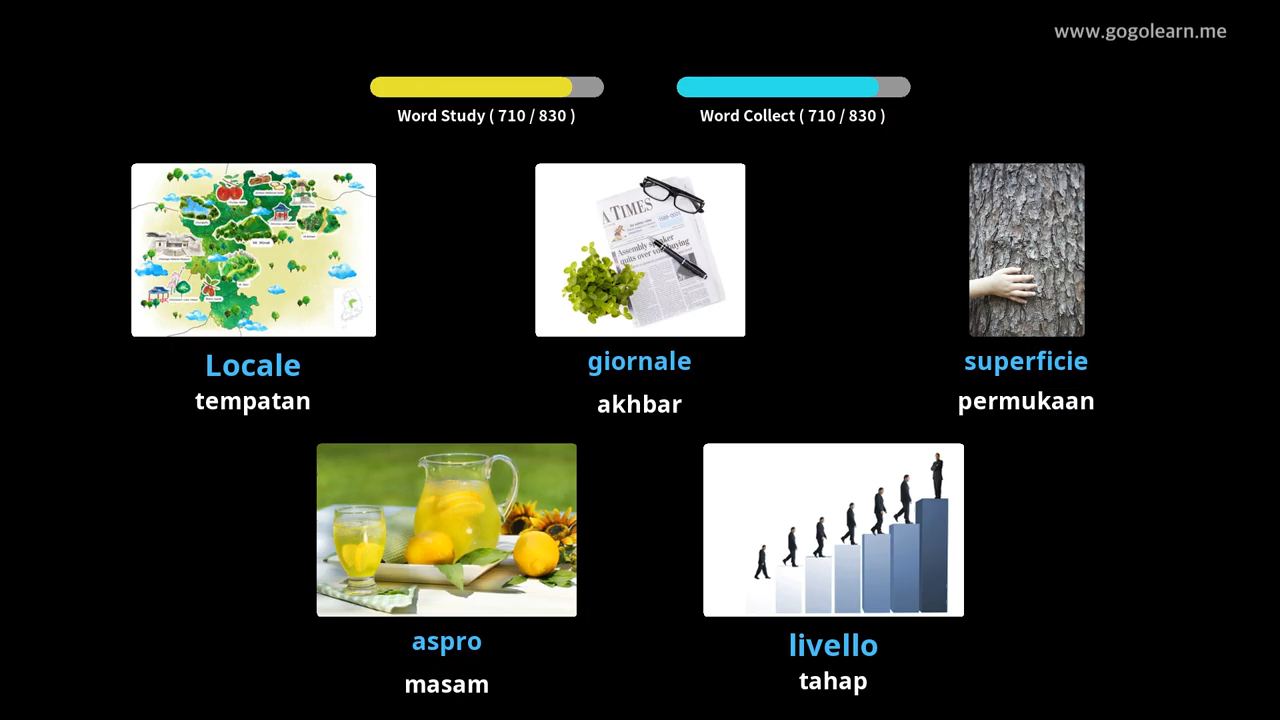 www.gogolearn.me
Word Study ( 710 / 830 )
Word Collect ( 710 / 830 )
A TIMES
Locale
tempatan
giornale
akhbar
superficie
permukaan
aspro
masam
livello
tahap